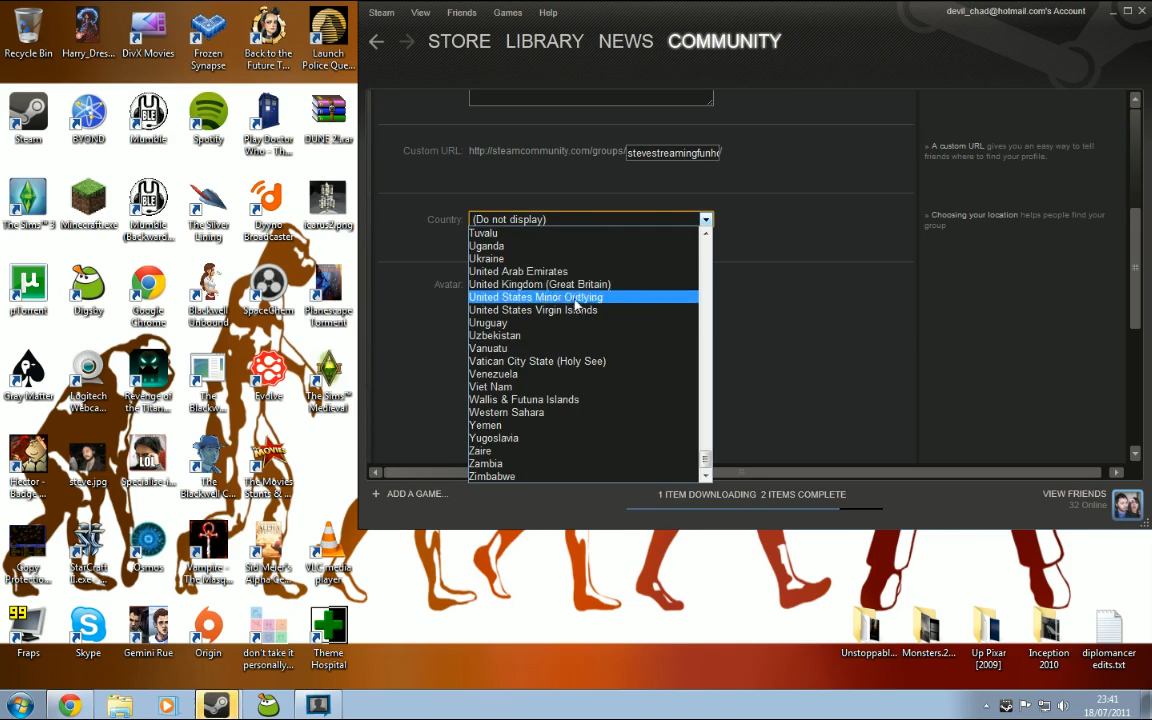 Steam View Friends Games Help
devil_chad@hotmail.com's Account
STORE LIBRARY NEWS COMMUNITY
Custom URL: http://steamcommunity.com/groups/ stevestreamingfunho /
» A custom URL gives you an easy way to tell
friends where to find your profile.
Country: (Do not display)
» Choosing your location helps people find your
group
Tuvalu
Uganda
Ukraine
United Arab Emirates
United Kingdom (Great Britain)
United States Minor Outlying
United States Virgin Islands
Uruguay
Uzbekistan
Vanuatu
Vatican City State (Holy See)
Venezuela
Viet Nam
Wallis & Futuna Islands
Western Sahara
Yemen
Yugoslavia
Zaire
Zambia
Zimbabwe
Avatar:
+ ADD A GAME...
1 ITEM DOWNLOADING 2 ITEMS COMPLETE
VIEW FRIENDS
32 Online
Recycle Bin
Harry_Dres...
DivX Movies
Frozen
Synapse
Back to the
Future T...
Launch
Police Que...
Steam
BYOND
BLE
Mumble
Spotify
Play Doctor
Who - Th...
DUNE 2!.rar
The Sims™ 3
Minecraft.exe
BLE
Mumble
(Backward...
The Silver
Lining
Dyyno
Broadcaster
icarus2.png
µTorrent
Digsby
Google
Chrome
Blackwell
Unbound
SpaceChem
Planescape
Torment
Gray Matter
Logitech
Webca...
Revenge of
the Titan...
The
Blackw...
Evolve
The Sims™
Medieval
Hector -
Badge ...
steve.jpg
LOL
Specialise-i...
The
Blackwell C...
MOVIES
The Movies
Stunts & ...
Copy
Protectio...
StarCraft
II.exe - ...
Osmos
Vampire -
The Masq...
Sid Meier's
Alpha Ce...
VLC media
player
99
Fraps
Skype
Gemini Rue
Origin
don't take it
personally...
Theme
Hospital
Unstoppabl...
Monsters.2...
Up Pixar
[2009]
Inception
2010
diplomancer
edits.txt
23:41
18/07/2011